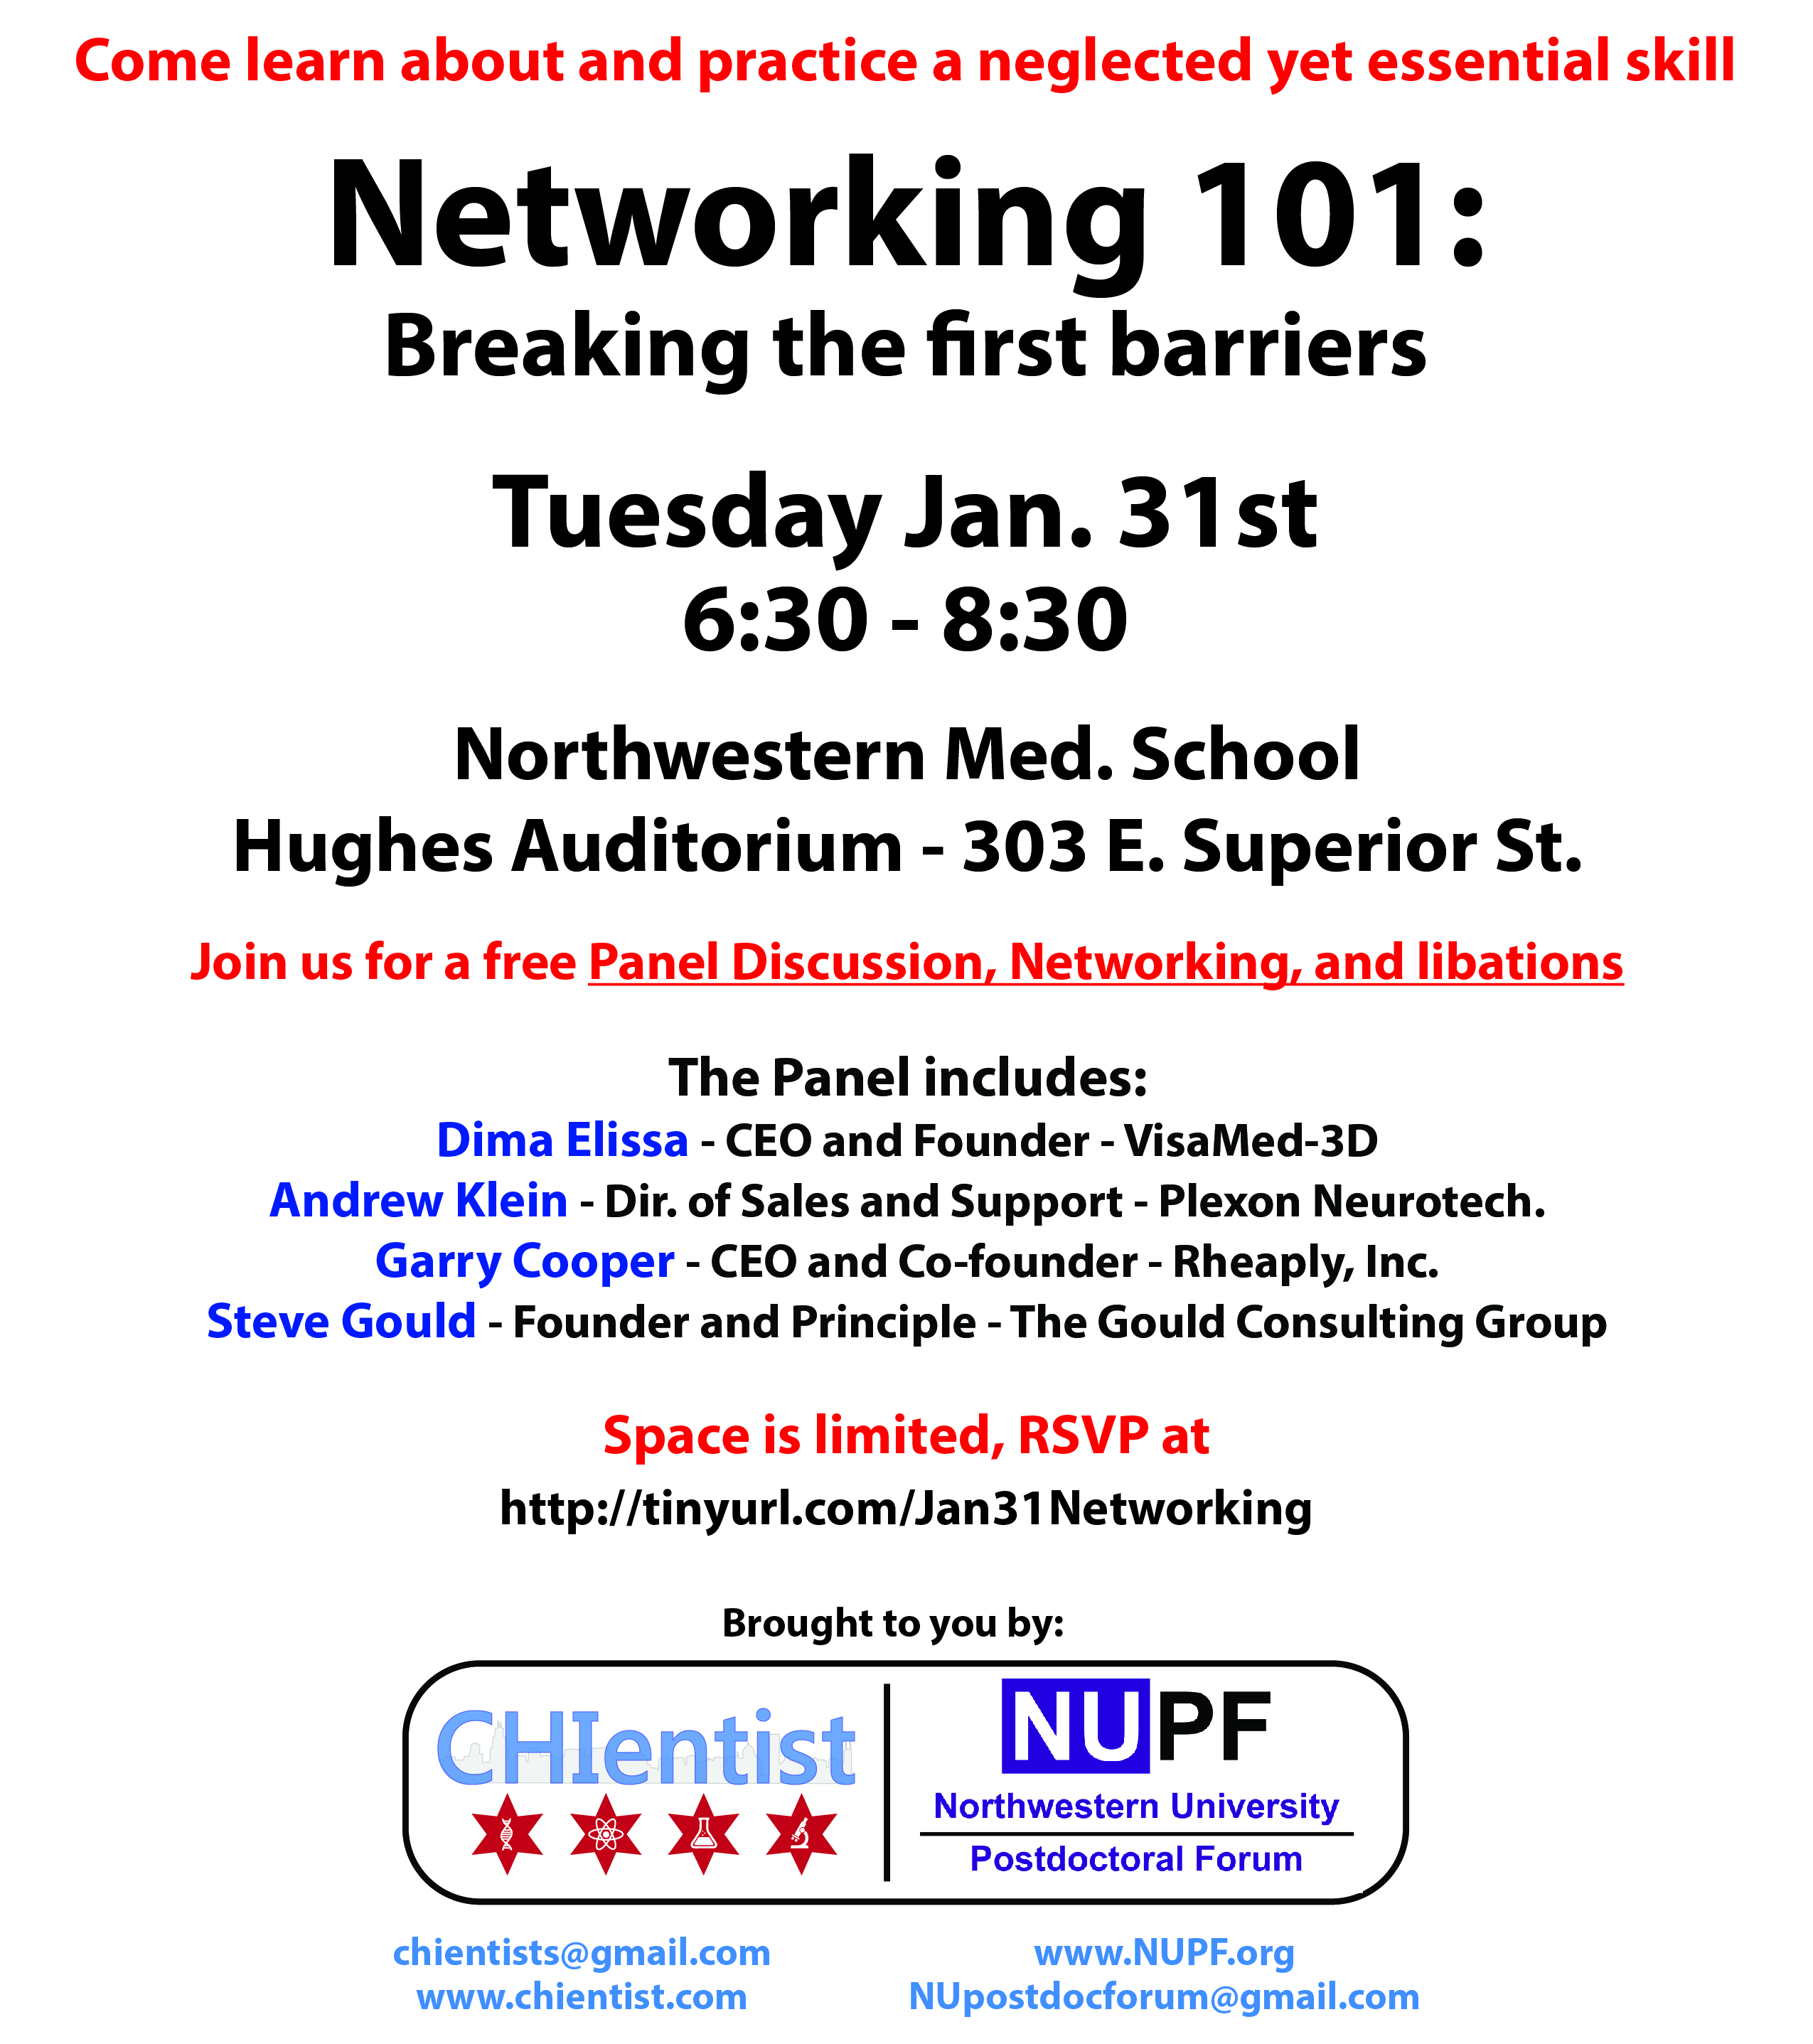 Come learn about and practice a neglected yet essential skill
Networking 101:
Breaking the first barriers
Tuesday Jan. 31st
6:30 - 8:30
Northwestern Med. School
Hughes Auditorium - 303 E. Superior St.
Join us for a free Panel Discussion, Networking, and libations
The Panel includes:
Dima Elissa - CEO and Founder - VisaMed-3D
Andrew Klein - Dir. of Sales and Support - Plexon Neurotech.
Garry Cooper - CEO and Co-founder - Rheaply, Inc.
Steve Gould - Founder and Principle - The Gould Consulting Group
Space is limited, RSVP at
http://tinyurl.com/Jan31Networking
Brought to you by:
CHIentist
NUPF
Northwestern University
Postdoctoral Forum
chientists@gmail.com
www.chientist.com
www.NUPF.org
NUpostdocforum@gmail.com